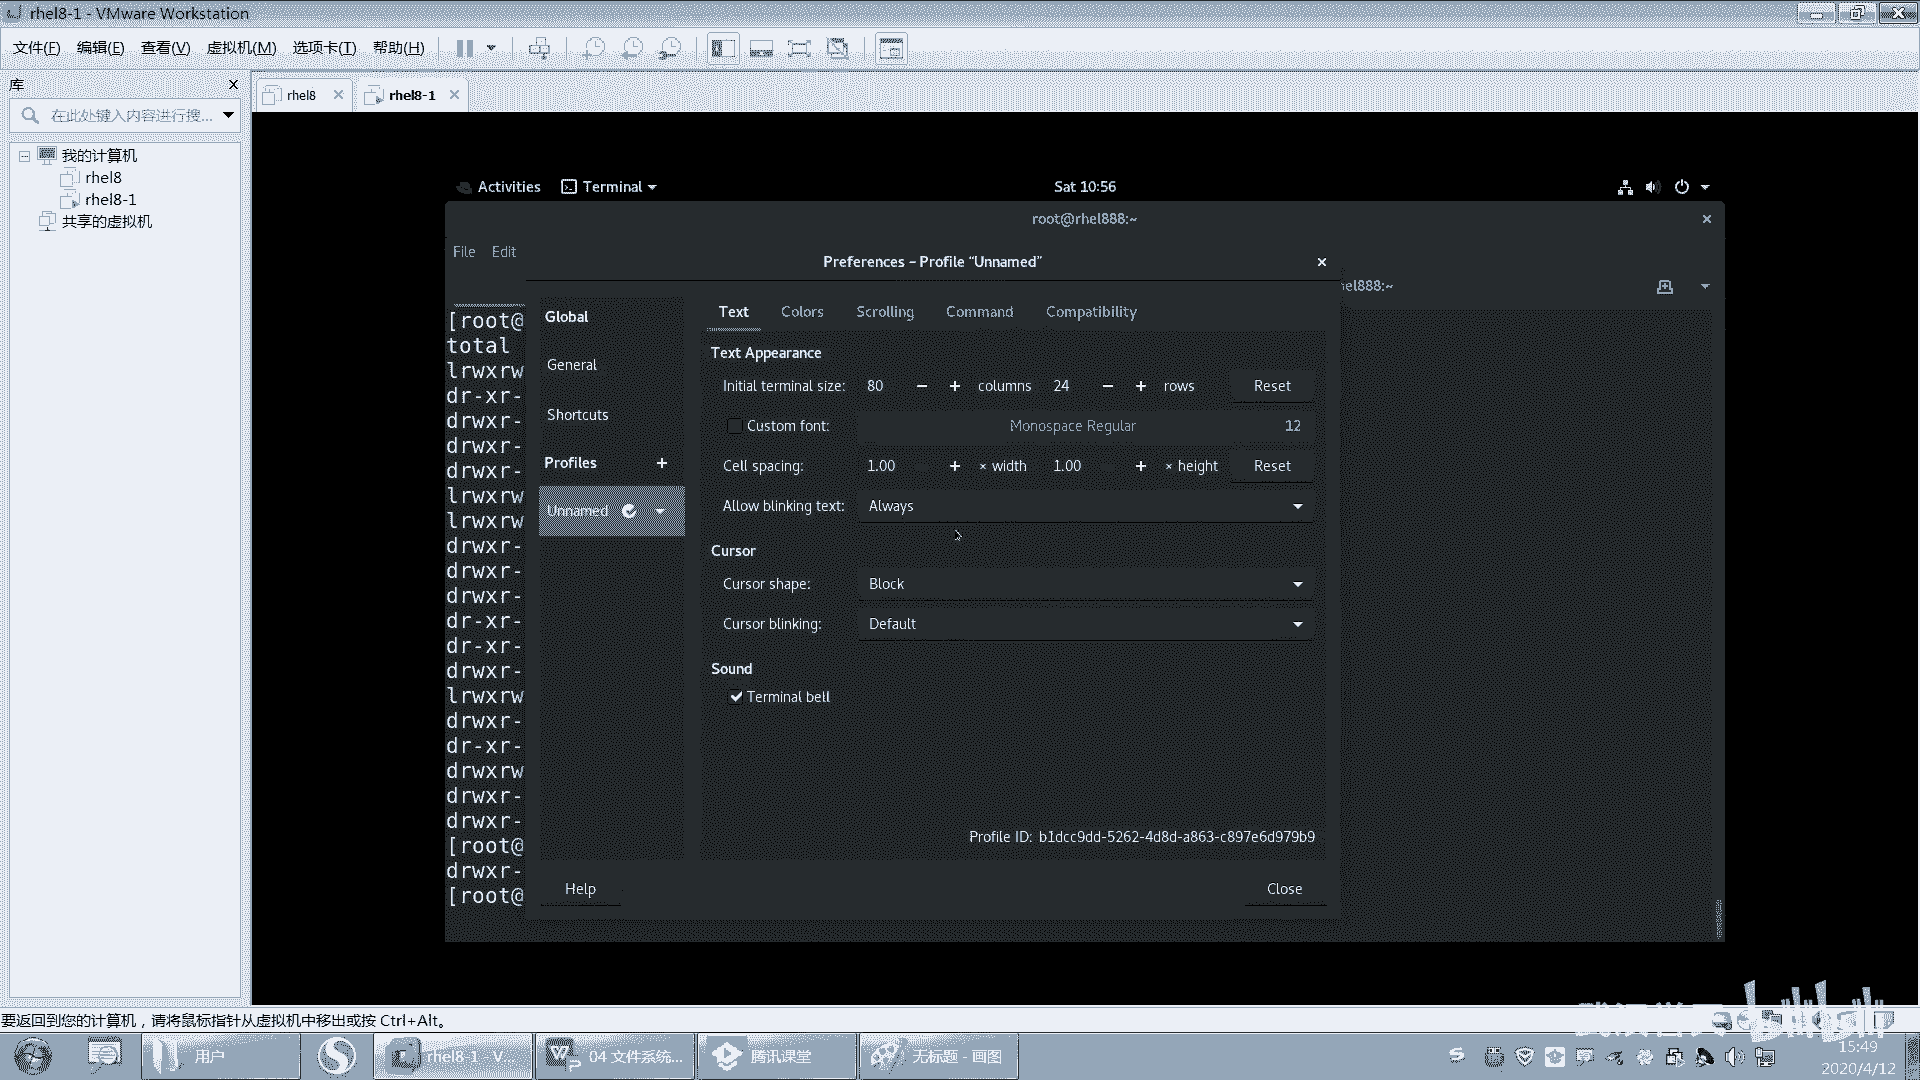 rhel8-1 - VMware Workstation
文件(F) 编辑(E) 查看(V) 虚拟机(M) 选项卡(T) 帮助(H)
库
rhel8
rhel8-1
在此处键入内容进行搜...
我的计算机
rhel8
rhel8-1
共享的虚拟机
Activities Terminal Sat 10:56
root@rhel888:~
File Edit
Preferences – Profile “Unnamed”
el888:~
Global
General
Shortcuts
Profiles
Unnamed
Text Colors Scrolling Command Compatibility
Text Appearance
Initial terminal size: 80 − + columns 24 − + rows Reset
Custom font: Monospace Regular 12
Cell spacing: 1.00 + × width 1.00 + × height Reset
Allow blinking text: Always
Cursor
Cursor shape: Block
Cursor blinking: Default
Sound
Terminal bell
Profile ID: b1dcc9dd-5262-4d8d-a863-c897e6d979b9
Help Close
[root@
total
lrwxrw
dr-xr-
drwxr-
drwxr-
drwxr-
lrwxrw
lrwxrw
drwxr-
drwxr-
drwxr-
dr-xr-
dr-xr-
drwxr-
lrwxrw
drwxr-
dr-xr-
drwxrw
drwxr-
drwxr-
[root@
drwxr-
[root@
要返回到您的计算机，请将鼠标指针从虚拟机中移出或按 Ctrl+Alt。
bilibili
用户
rhel8-1 - V...
04 文件系统...
腾讯课堂
无标题 - 画图
15:49
2020/4/12